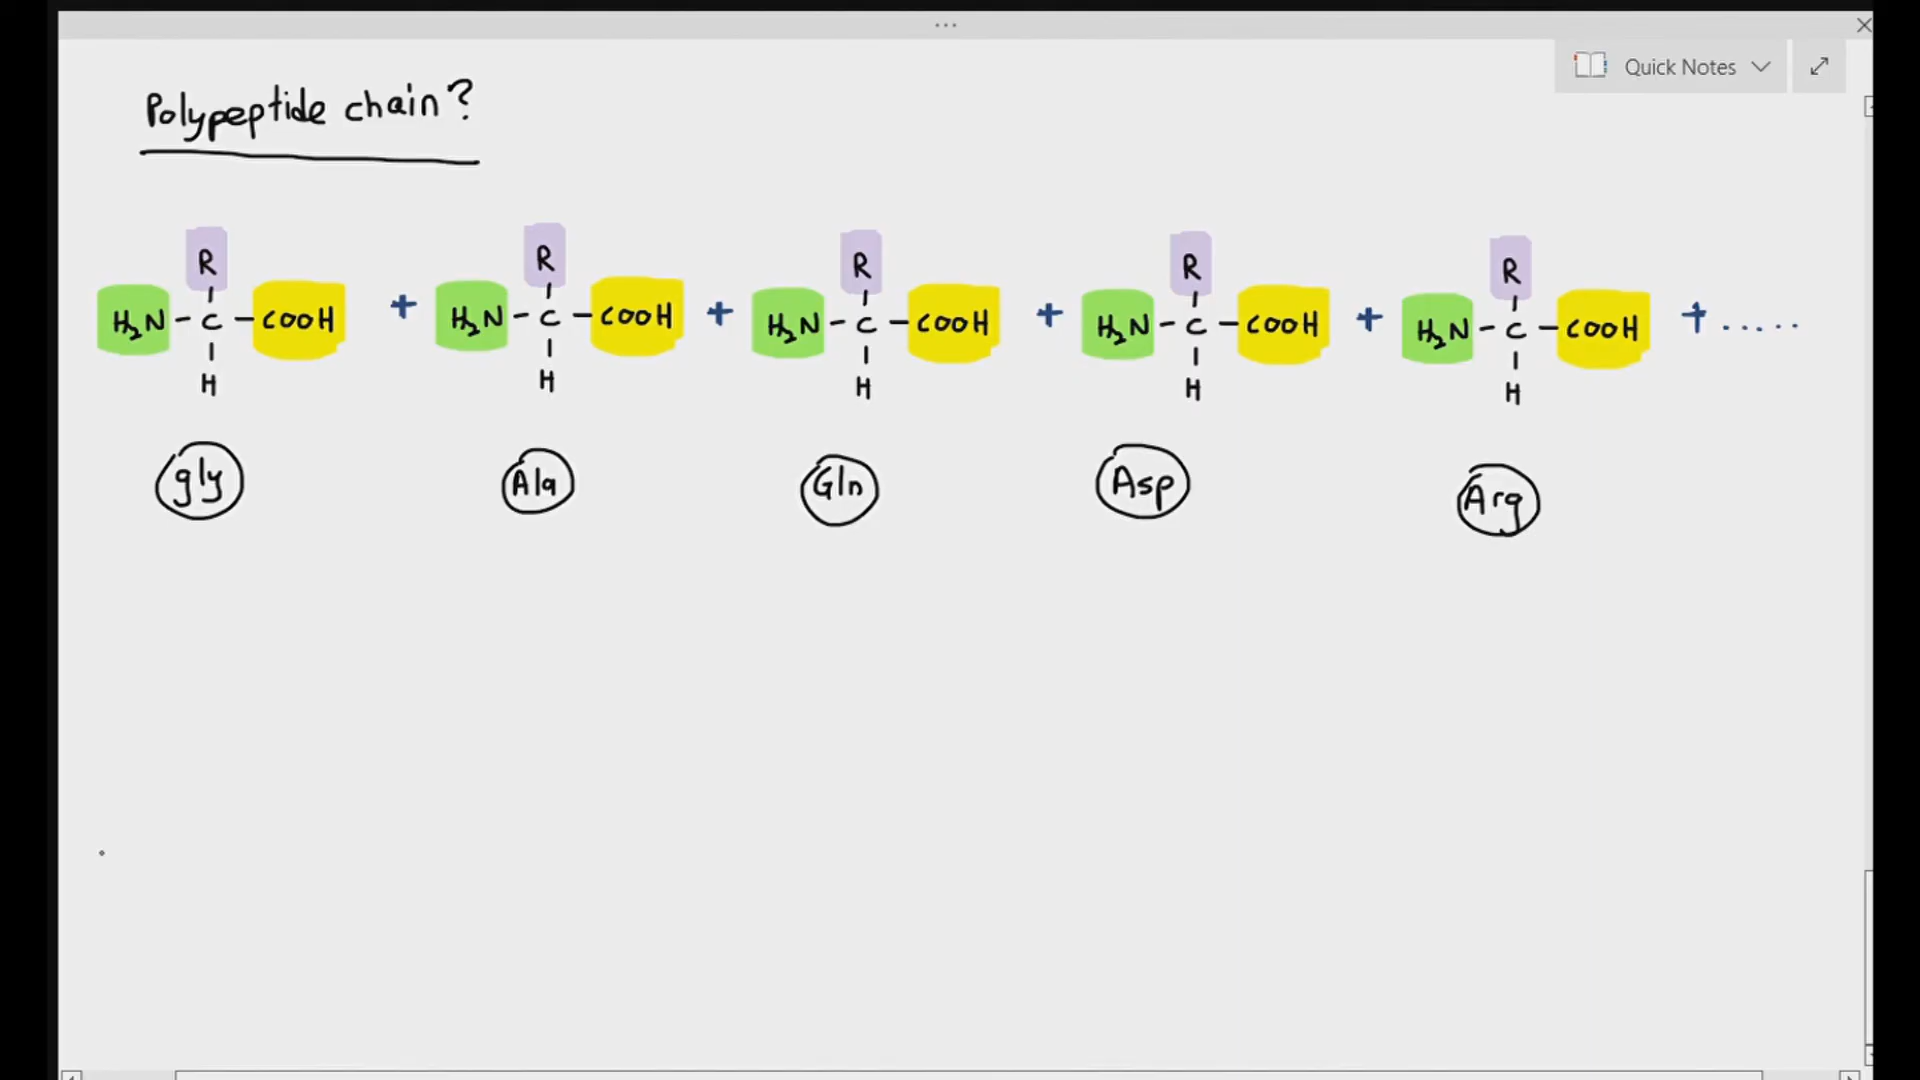 Quick Notes
Polypeptide chain?
R R R R R
H₂N - C - COOH + H₂N - C - COOH + H₂N - C - COOH + H₂N - C - COOH + H₂N - C - COOH + .....
H H H H H
gly Ala Gln Asp Arg